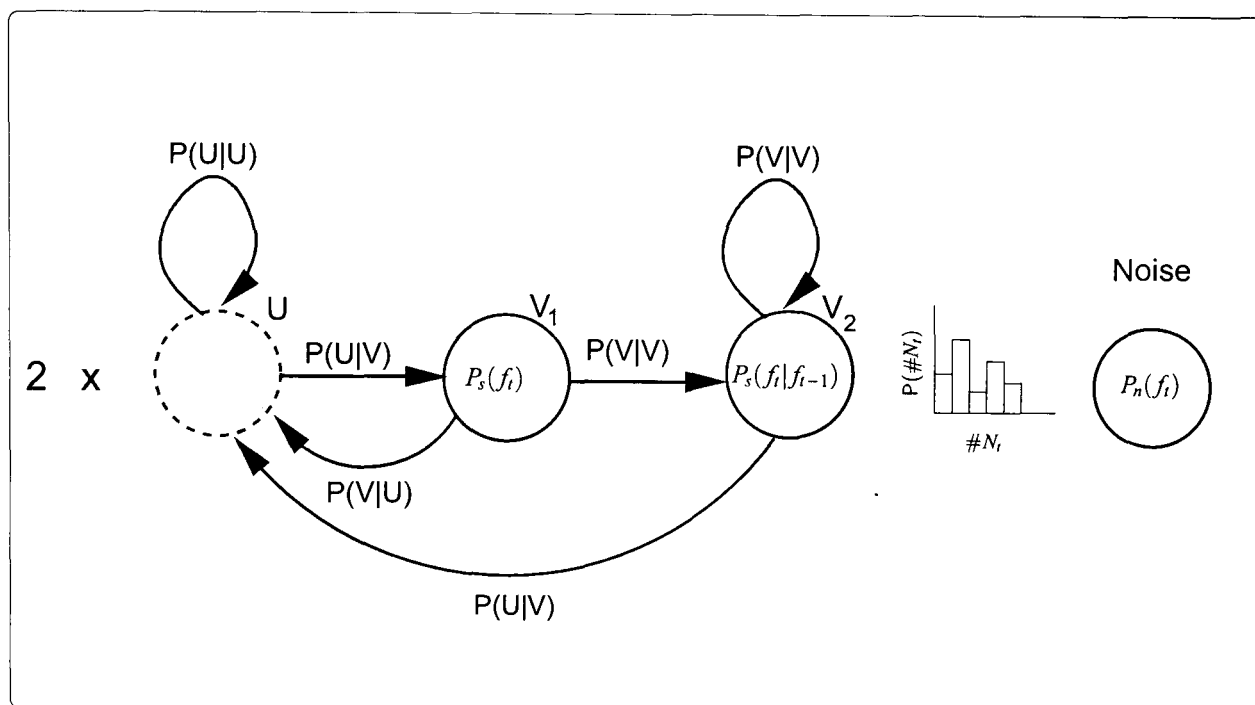 P(U|U)
P(V|V)
Noise
U
V₁
V₂
2 x
P(U|V)
P(V|V)
Pₛ(fₜ)
Pₛ(fₜ|fₜ₋₁)
P(#Nₜ)
Pₙ(fₜ)
#Nₜ
P(V|U)
P(U|V)